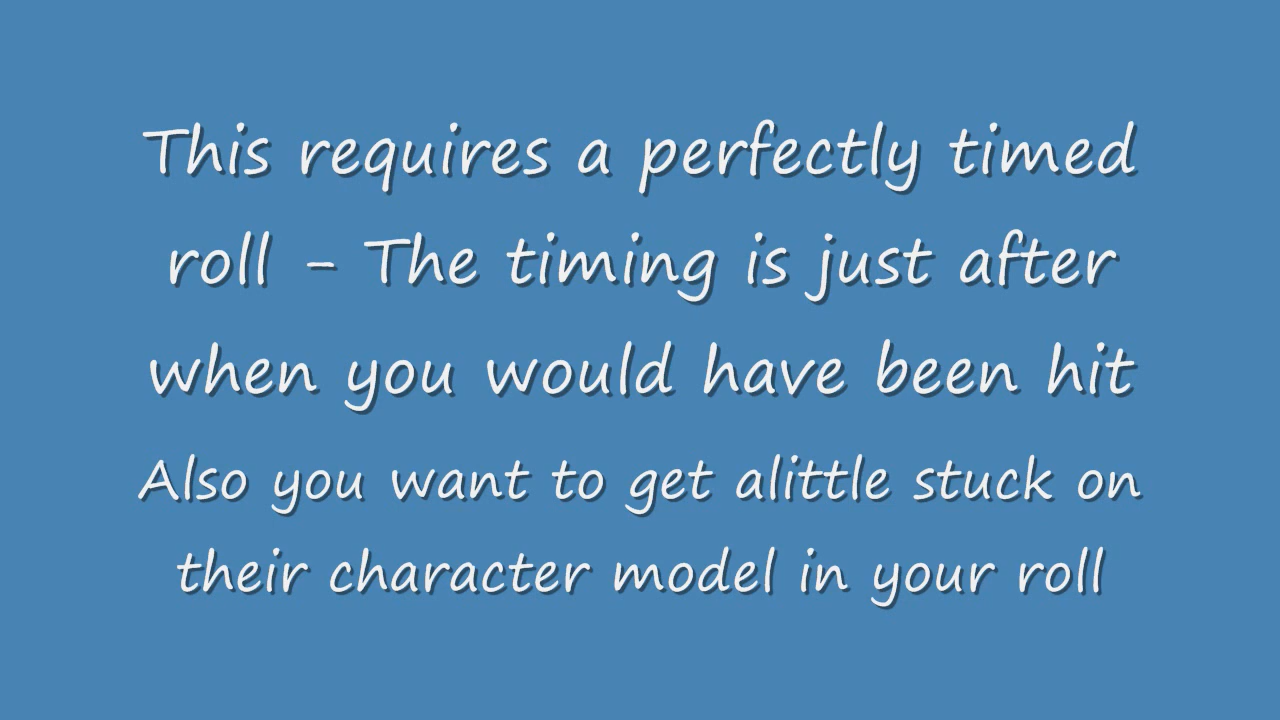 This requires a perfectly timed
roll - The timing is just after
when you would have been hit
Also you want to get alittle stuck on
their character model in your roll